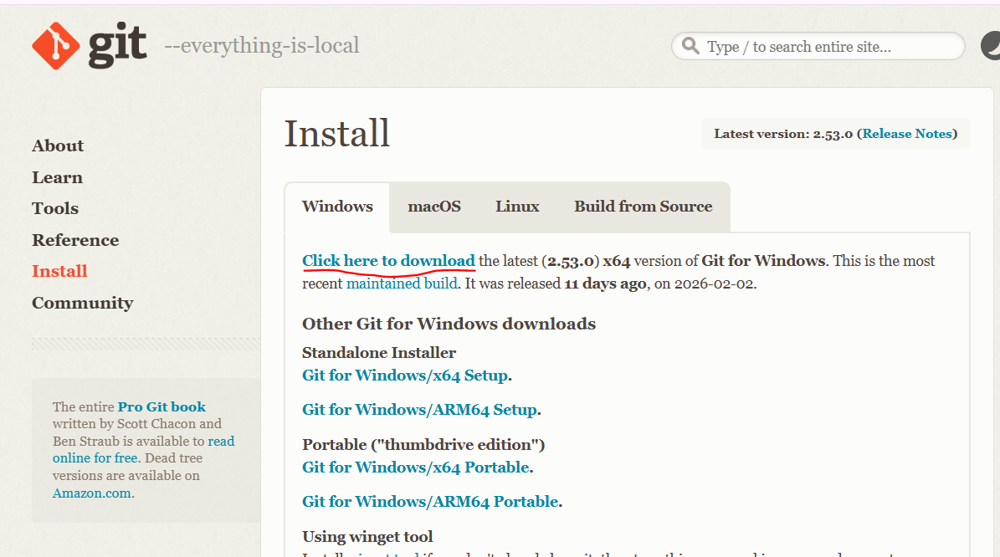 git --everything-is-local
Type / to search entire site...
About
Learn
Tools
Reference
Install
Community
The entire Pro Git book
written by Scott Chacon and
Ben Straub is available to read
online for free. Dead tree
versions are available on
Amazon.com.
Install
Latest version: 2.53.0 (Release Notes)
Windows macOS Linux Build from Source
Click here to download the latest (2.53.0) x64 version of Git for Windows. This is the most
recent maintained build. It was released 11 days ago, on 2026-02-02.
Other Git for Windows downloads
Standalone Installer
Git for Windows/x64 Setup.
Git for Windows/ARM64 Setup.
Portable ("thumbdrive edition")
Git for Windows/x64 Portable.
Git for Windows/ARM64 Portable.
Using winget tool